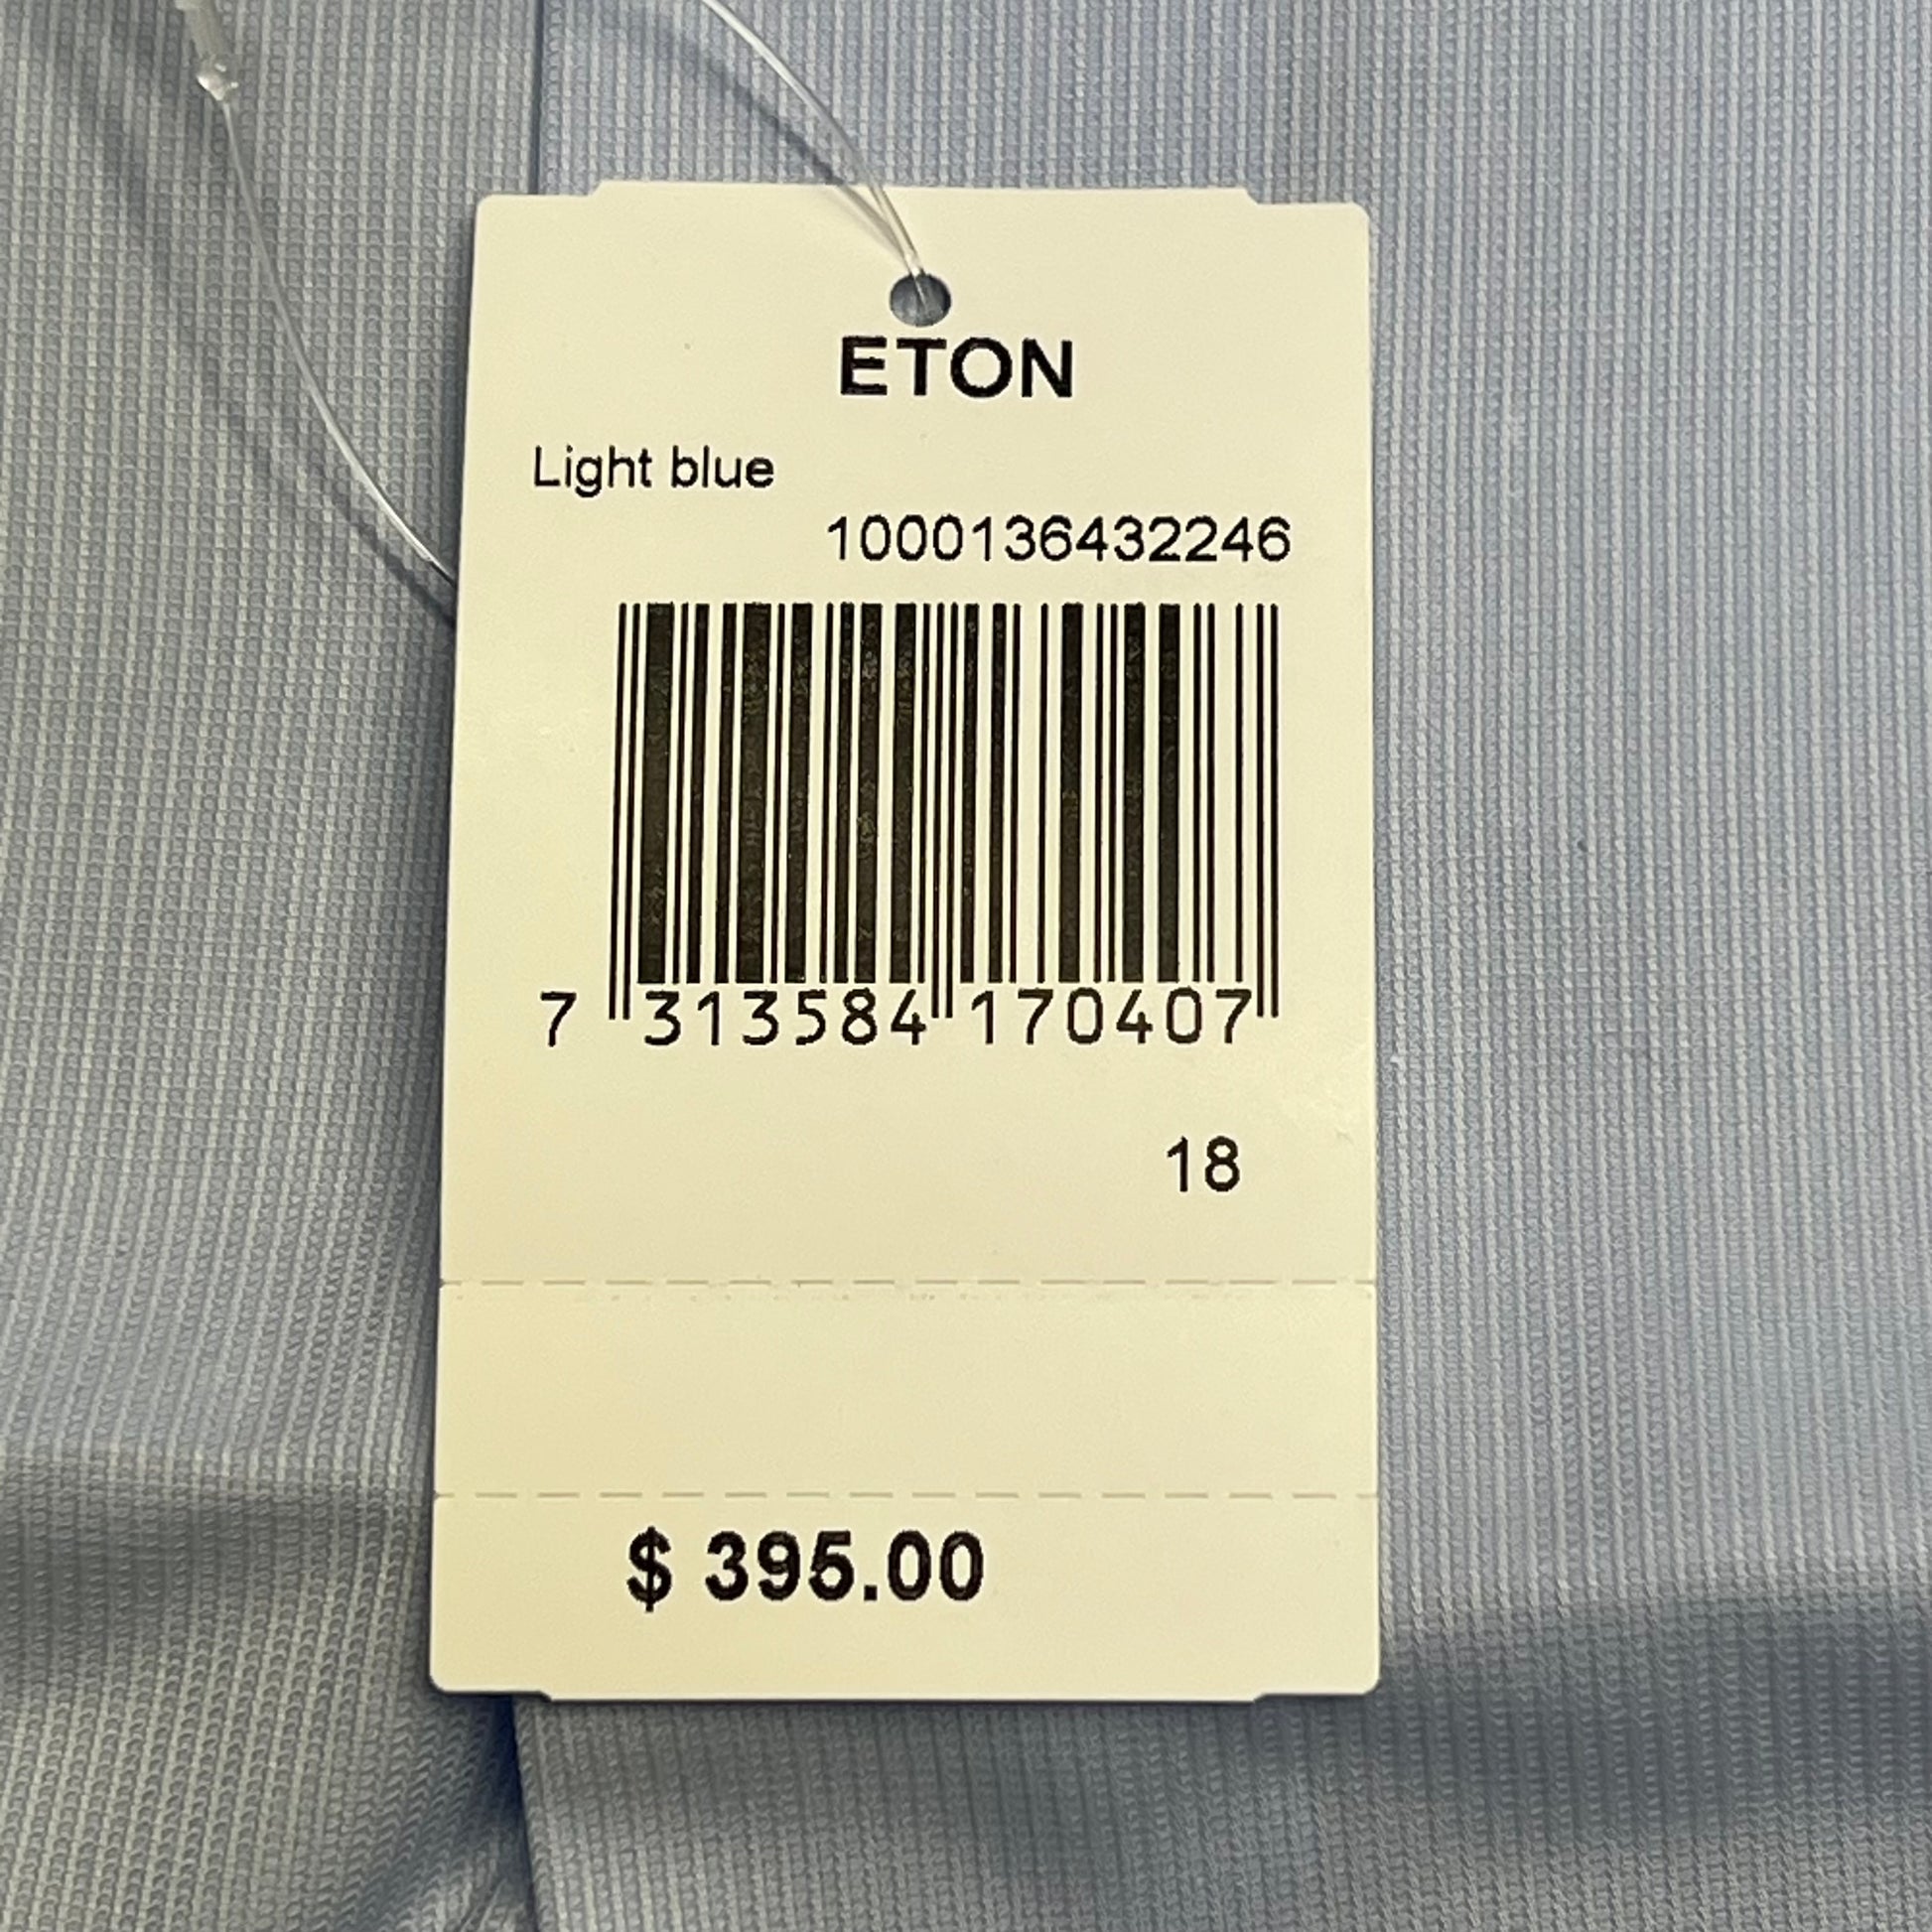 ETON
Light blue
1000136432246
7 313584 170407
18
$ 395.00